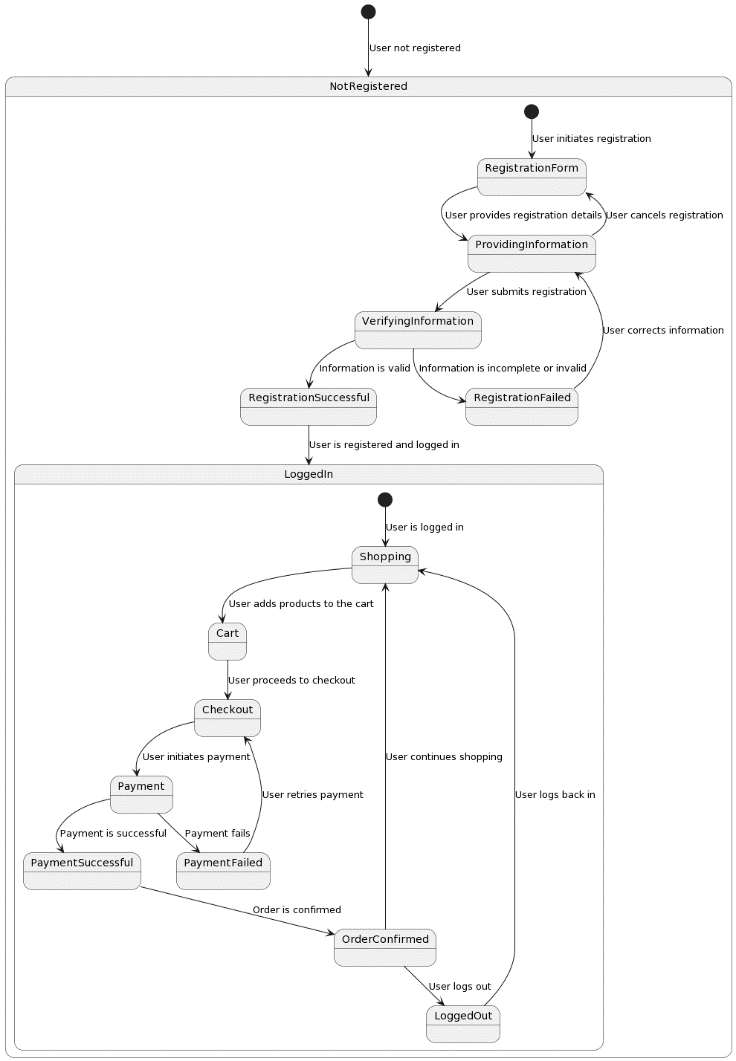 User not registered
NotRegistered
User initiates registration
RegistrationForm
User provides registration details
User cancels registration
ProvidingInformation
User submits registration
VerifyingInformation
User corrects information
Information is valid
Information is incomplete or invalid
RegistrationSuccessful
RegistrationFailed
User is registered and logged in
LoggedIn
User is logged in
Shopping
User adds products to the cart
Cart
User proceeds to checkout
Checkout
User initiates payment
User continues shopping
Payment
User retries payment
User logs back in
Payment is successful
Payment fails
PaymentSuccessful
PaymentFailed
Order is confirmed
OrderConfirmed
User logs out
LoggedOut